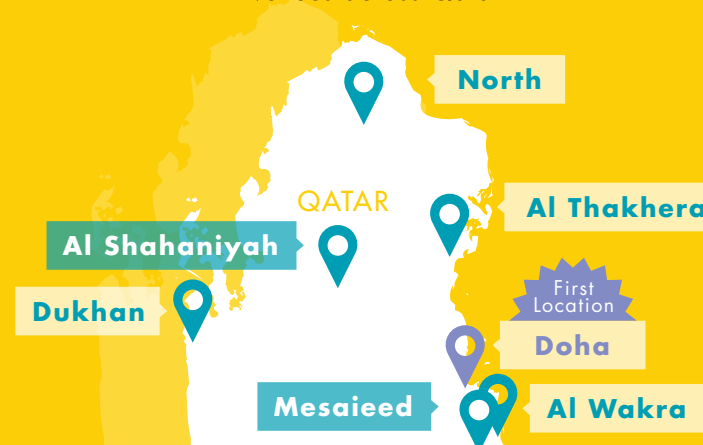 North
QATAR
Al Thakhera
Al Shahaniyah
First
Location
Dukhan
Doha
Mesaieed
Al Wakra